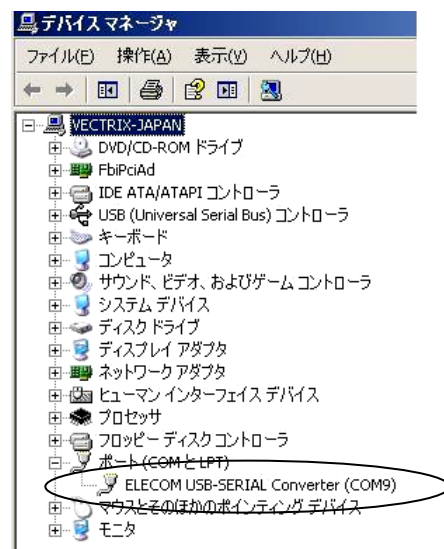 デバイス マネージャ
ファイル(F) 操作(A) 表示(V) ヘルプ(H)
VECTRIX-JAPAN
DVD/CD-ROM ドライブ
FbiPciAd
IDE ATA/ATAPI コントローラ
USB (Universal Serial Bus) コントローラ
キーボード
コンピュータ
サウンド、ビデオ、およびゲーム コントローラ
システム デバイス
ディスク ドライブ
ディスプレイ アダプタ
ネットワーク アダプタ
ヒューマン インターフェイス デバイス
プロセッサ
フロッピー ディスク コントローラ
ポート (COM と LPT)
ELECOM USB-SERIAL Converter (COM9)
マウスとそのほかのポインティング デバイス
モニタ